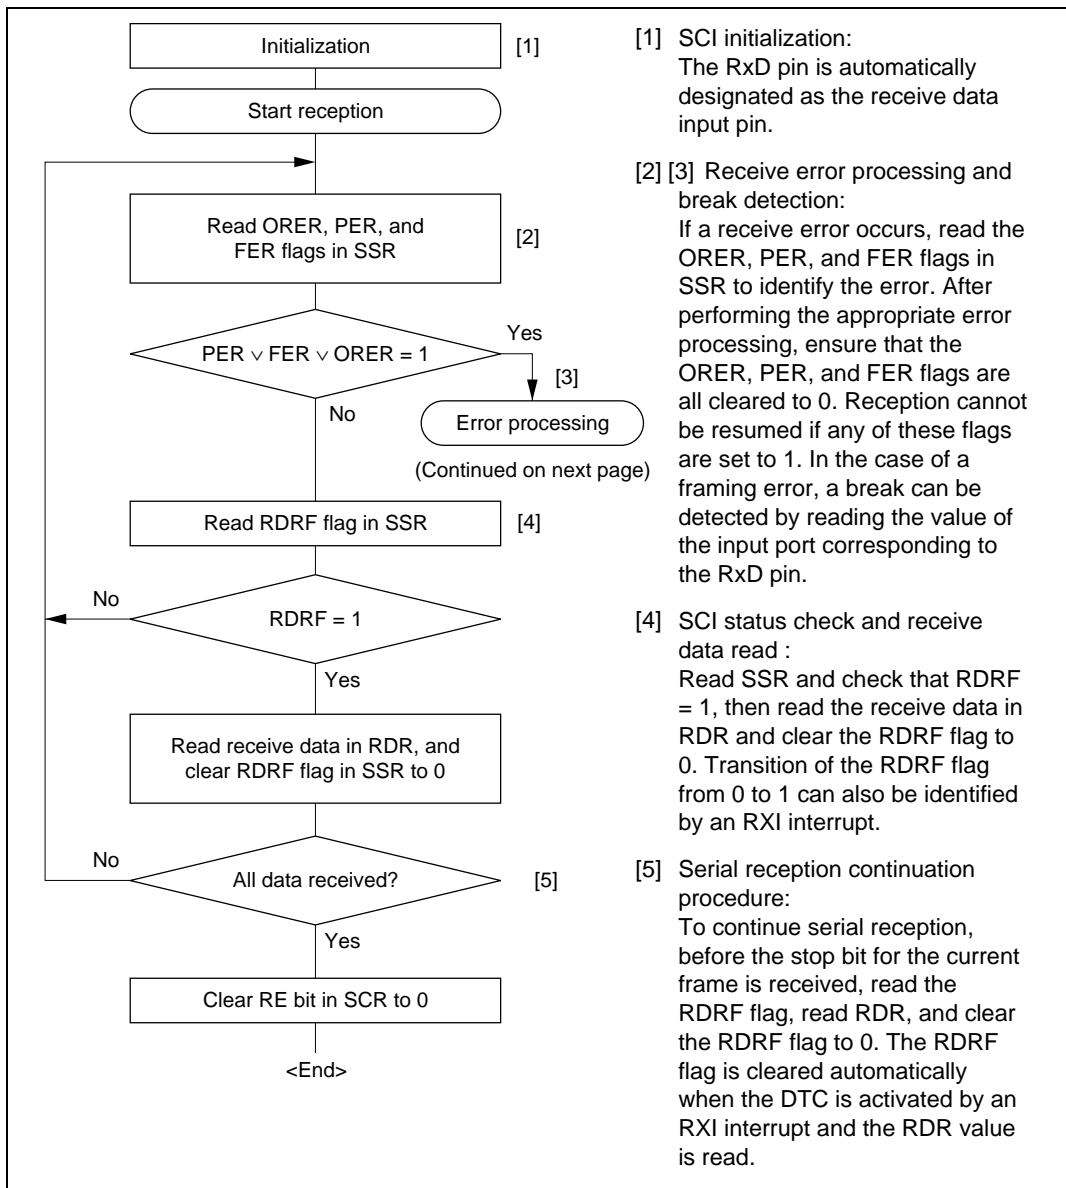 Initialization
[1]
Start reception
Read ORER, PER, and
FER flags in SSR
[2]
PER ∨ FER ∨ ORER = 1
Yes
[3]
No
Error processing
(Continued on next page)
Read RDRF flag in SSR
[4]
No
RDRF = 1
Yes
Read receive data in RDR, and
clear RDRF flag in SSR to 0
No
All data received?
[5]
Yes
Clear RE bit in SCR to 0
<End>
[1] SCI initialization:
The RxD pin is automatically
designated as the receive data
input pin.
[2] [3] Receive error processing and
break detection:
If a receive error occurs, read the
ORER, PER, and FER flags in
SSR to identify the error. After
performing the appropriate error
processing, ensure that the
ORER, PER, and FER flags are
all cleared to 0. Reception cannot
be resumed if any of these flags
are set to 1. In the case of a
framing error, a break can be
detected by reading the value of
the input port corresponding to
the RxD pin.
[4] SCI status check and receive
data read :
Read SSR and check that RDRF
= 1, then read the receive data in
RDR and clear the RDRF flag to
0. Transition of the RDRF flag
from 0 to 1 can also be identified
by an RXI interrupt.
[5] Serial reception continuation
procedure:
To continue serial reception,
before the stop bit for the current
frame is received, read the
RDRF flag, read RDR, and clear
the RDRF flag to 0. The RDRF
flag is cleared automatically
when the DTC is activated by an
RXI interrupt and the RDR value
is read.